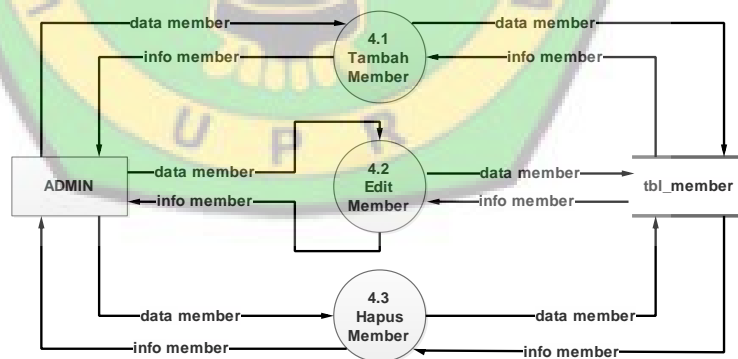 data member
4.1
Tambah
Member
data member
info member
info member
U P R
data member
4.2
Edit
Member
data member
ADMIN
tbl_member
info member
info member
4.3
Hapus
Member
data member
data member
info member
info member